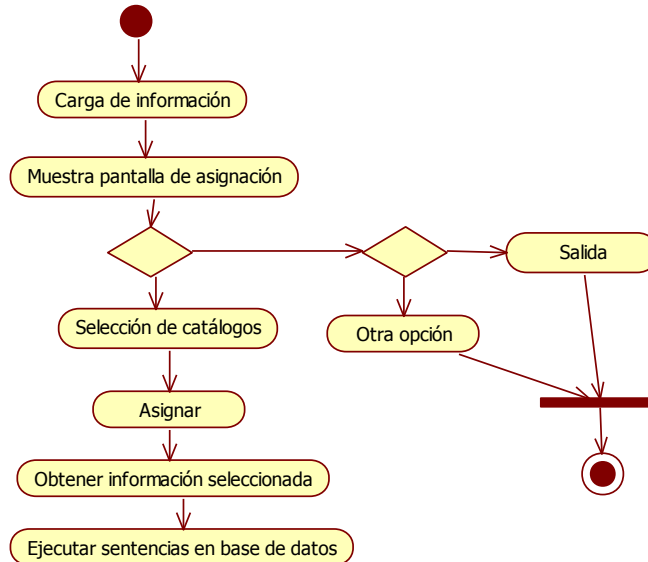 Carga de información
Muestra pantalla de asignación
Salida
Selección de catálogos
Otra opción
Asignar
Obtener información seleccionada
Ejecutar sentencias en base de datos